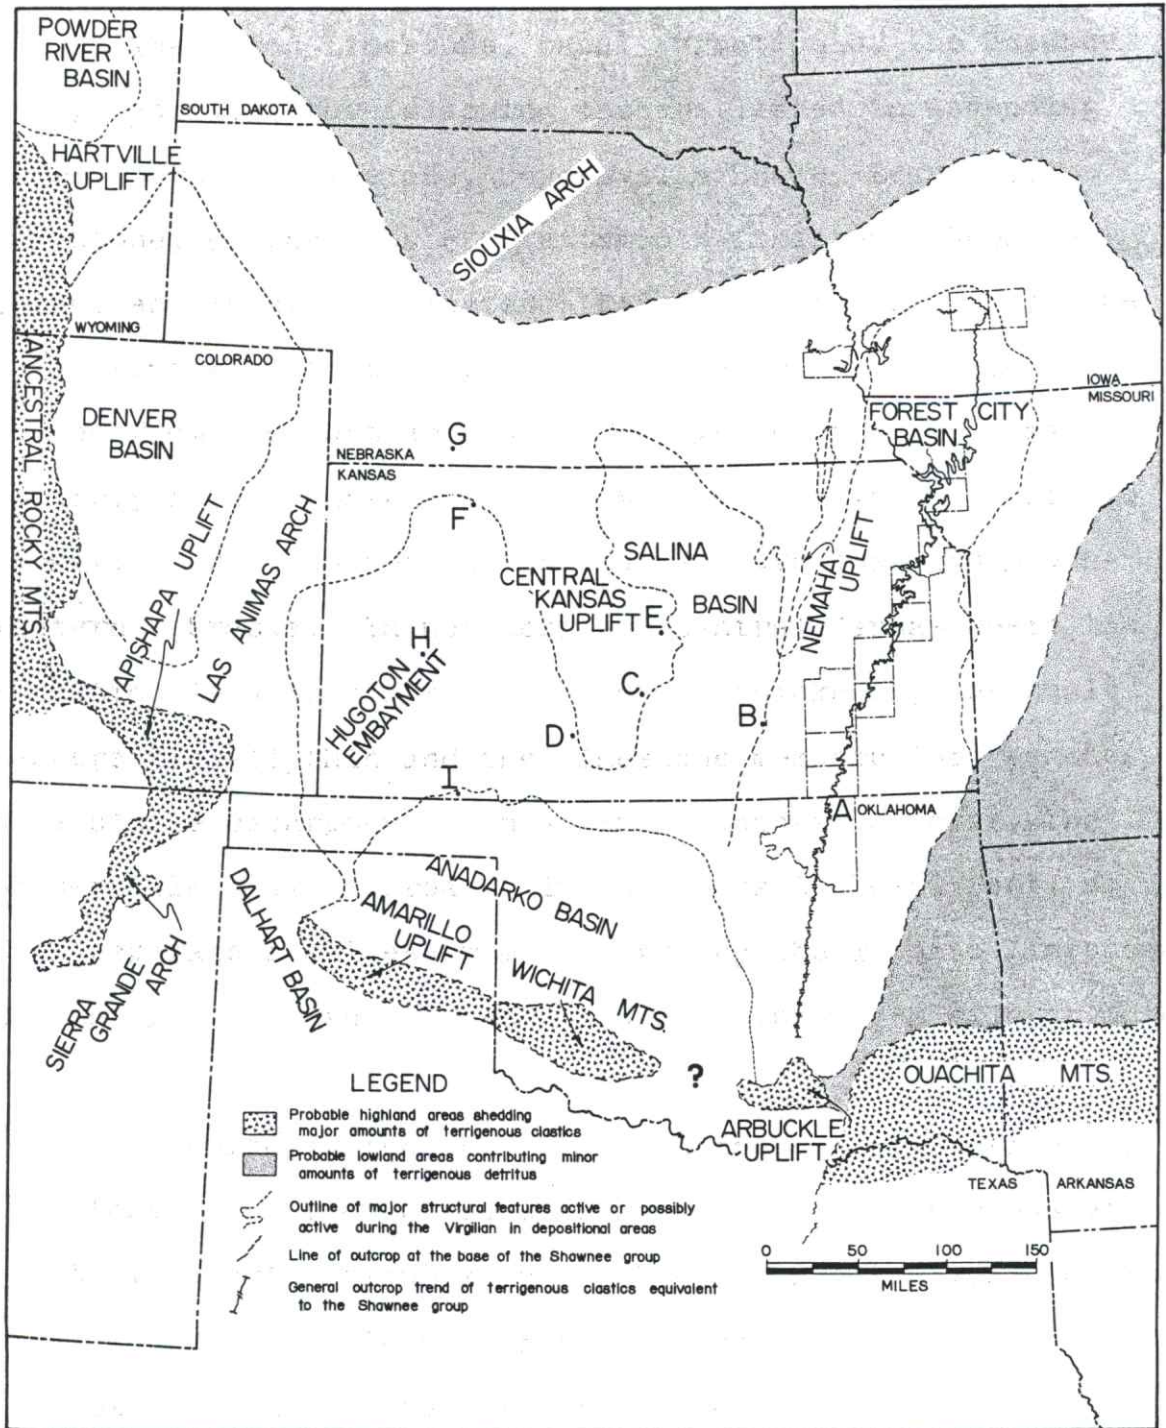 POWDER
RIVER
BASIN
SOUTH DAKOTA
HARTVILLE
UPLIFT
SIOUXIA ARCH
WYOMING
COLORADO
ANCESTRAL ROCKY MTS
DENVER
BASIN
IOWA
MISSOURI
FOREST CITY
BASIN
G
NEBRASKA
KANSAS
F
APISHAPA UPLIFT
LAS ANIMAS ARCH
SALINA
BASIN
CENTRAL
KANSAS
UPLIFT
E
NEMAHA
UPLIFT
H
HUGOTON
EMBAYMENT
C
D
B
I
A
OKLAHOMA
ANADARKO BASIN
AMARILLO
UPLIFT
DALHART BASIN
WICHITA MTS.
SIERRA
GRANDE
ARCH
?
OUACHITA MTS.
ARBUCKLE
UPLIFT
TEXAS
ARKANSAS
LEGEND
Probable highland areas shedding
major amounts of terrigenous clastics
Probable lowland areas contributing minor
amounts of terrigenous detritus
Outline of major structural features active or possibly
active during the Virgilian in depositional areas
Line of outcrop at the base of the Shawnee group
General outcrop trend of terrigenous clastics equivalent
to the Shawnee group
0 50 100 150
MILES